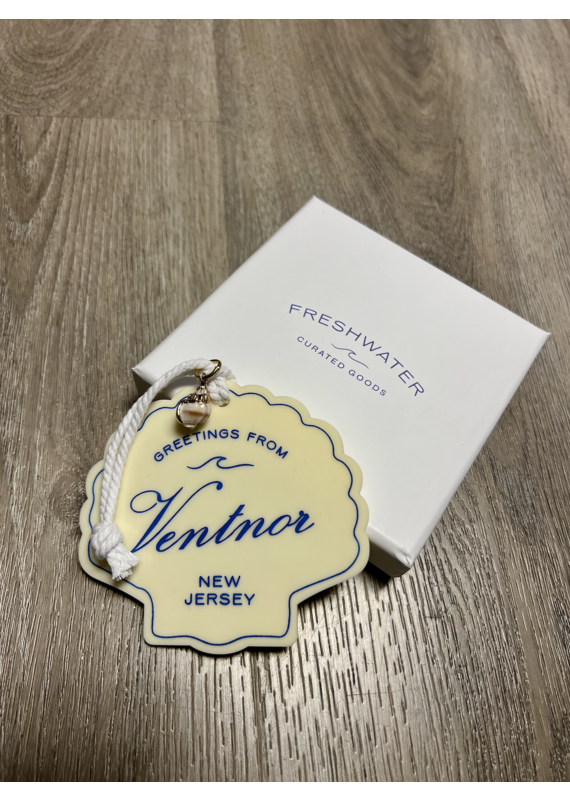 FRESHWATER
CURATED GOODS
GREETINGS FROM
Ventnor
NEW
JERSEY